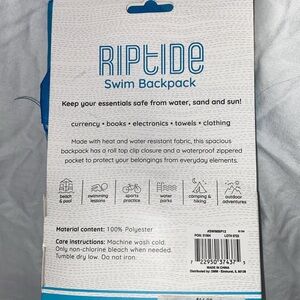 RIPTIDE
Swim Backpack
Keep your essentials safe from water, sand and sun!
currency • books • electronics • towels • clothing
Made with heat and water resistant fabric, this spacious
backpack has a roll top clip closure and a waterproof zippered
pocket to protect your belongings from everyday elements.
beach & pool
swimming lessons
sports practice
water parks
camping & hiking
outdoor adventures
Material content: 100% Polyester
Care Instructions: Machine wash cold.
Only non-chlorine bleach when needed.
Tumble dry low. Do not iron.
MADE IN CHINA